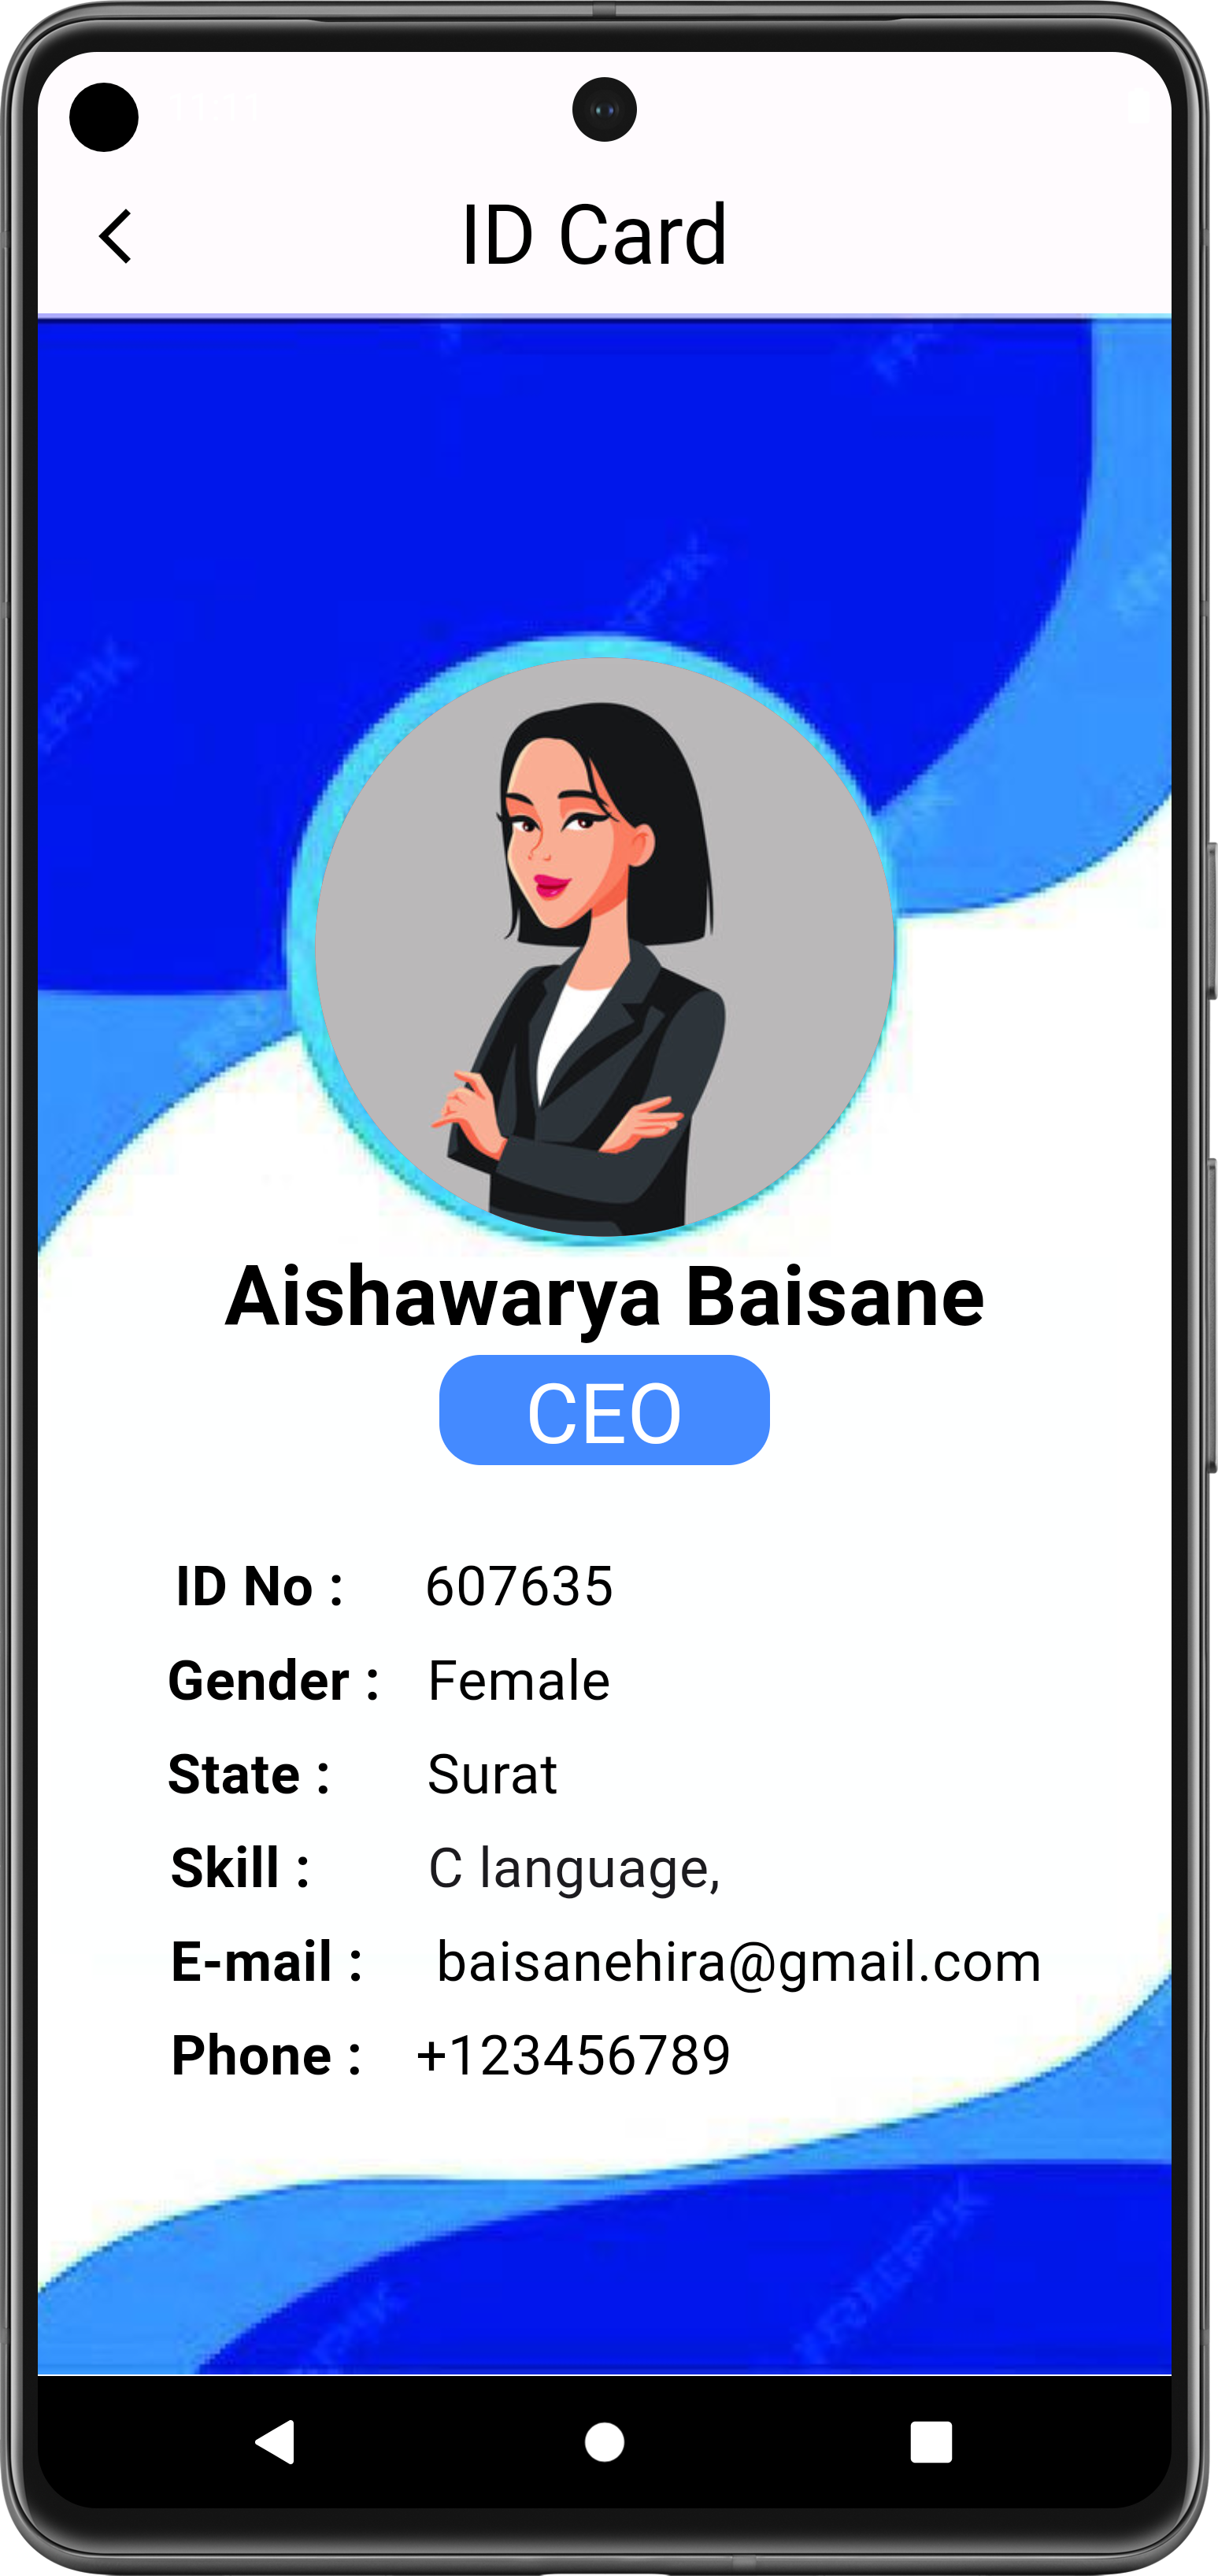 ID Card
Aishawarya Baisane
CEO
ID No : 607635
Gender : Female
State : Surat
Skill : C language,
E-mail : baisanehira@gmail.com
Phone : +123456789
FREEPIK